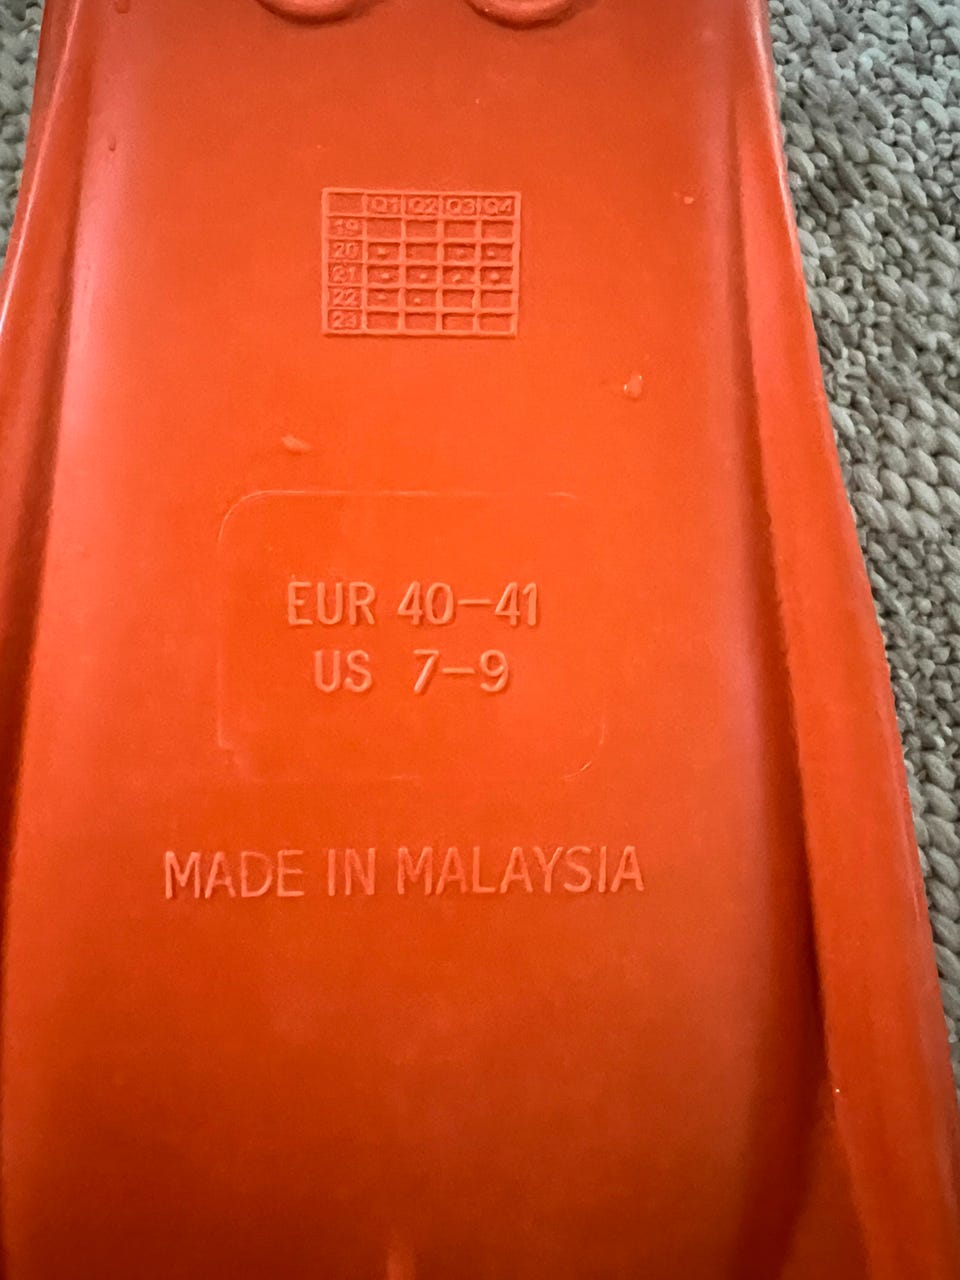 Q1 Q2 Q3 Q4
19
20
21
22
23
EUR 40-41
US 7-9
MADE IN MALAYSIA